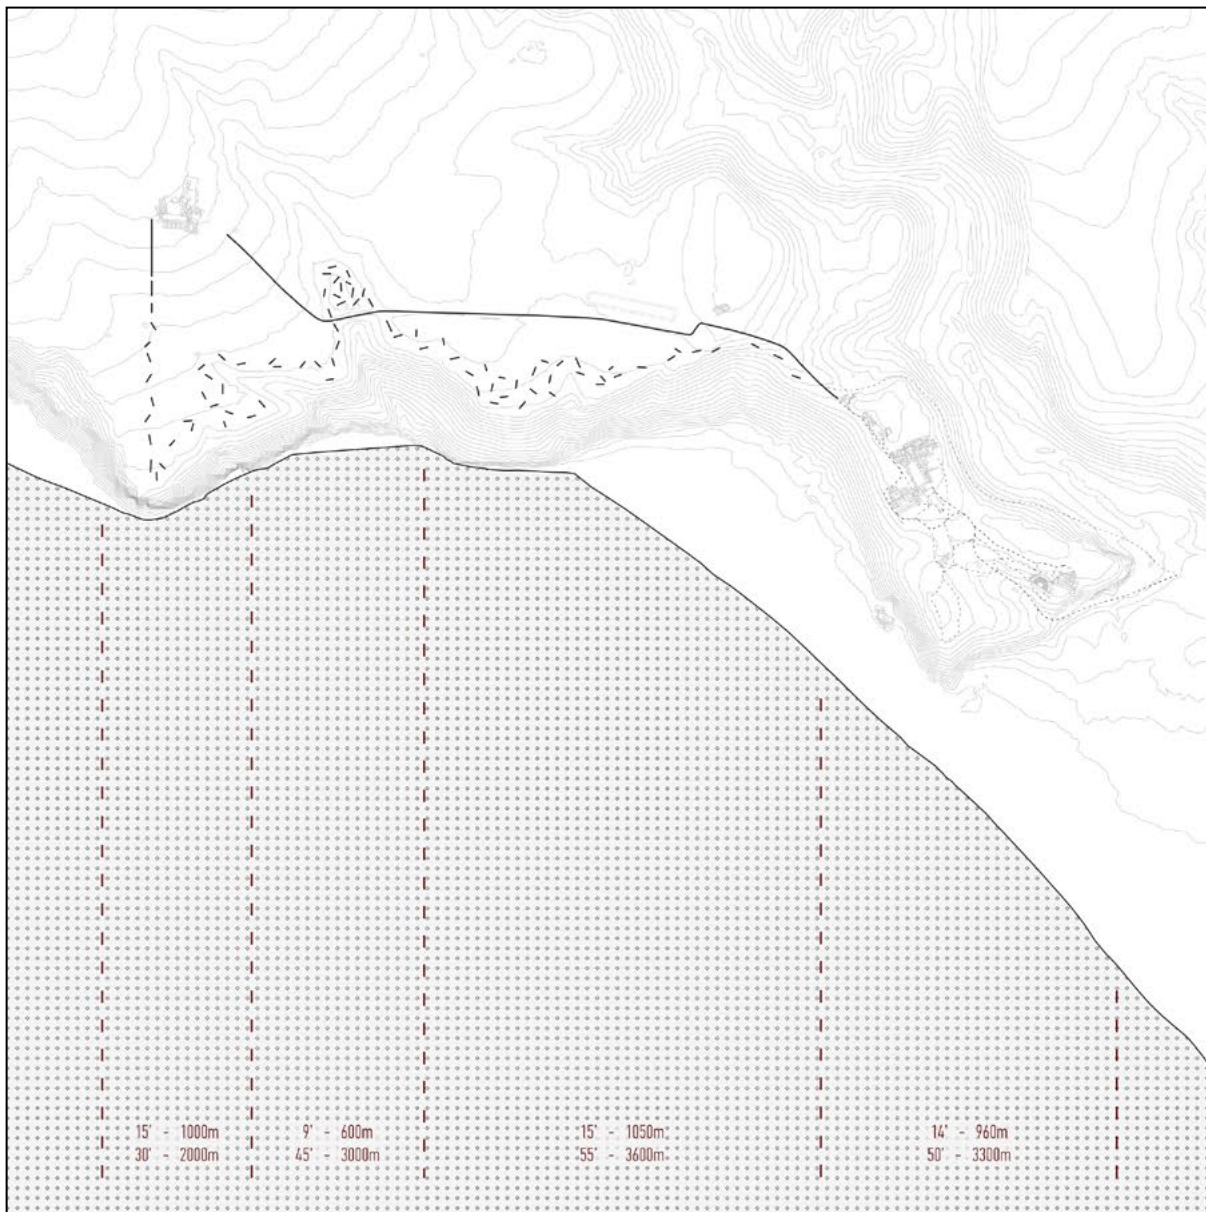 15' - 1000m
30' - 2000m
9' - 600m
45' - 3000m
15' - 1050m
55' - 3600m
14' - 960m
50' - 3300m